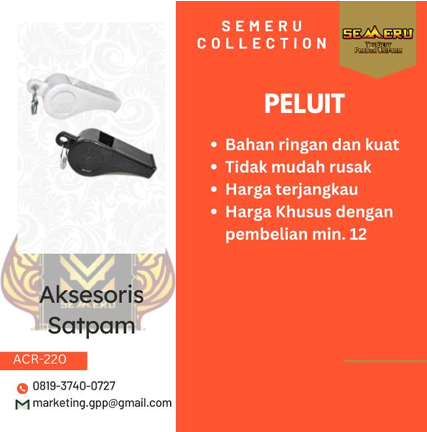 SEMERU
COLLECTION
SEMERU
PELUIT
• Bahan ringan dan kuat
• Tidak mudah rusak
• Harga terjangkau
• Harga Khusus dengan
pembelian min. 12
Aksesoris
Satpam
ACR-220
0819-3740-0727
marketing.gpp@gmail.com